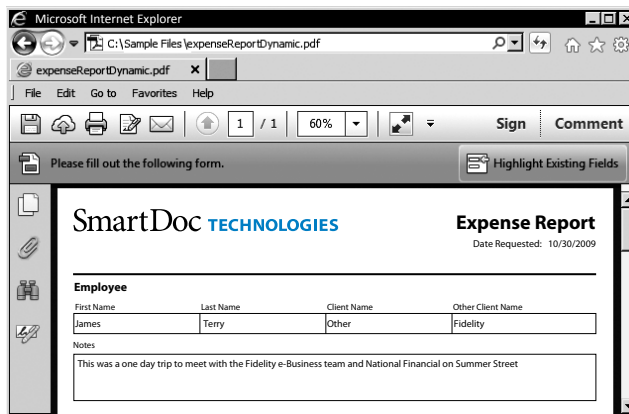 Microsoft Internet Explorer
C:\Sample Files\expenseReportDynamic.pdf
expenseReportDynamic.pdf
File Edit Go to Favorites Help
1 / 1 60% Sign Comment
Please fill out the following form. Highlight Existing Fields
SmartDoc TECHNOLOGIES Expense Report
Date Requested: 10/30/2009
Employee
First Name Last Name Client Name Other Client Name
James Terry Other Fidelity
Notes
This was a one day trip to meet with the Fidelity e-Business team and National Financial on Summer Street